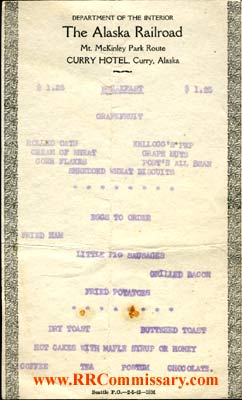 DEPARTMENT OF THE INTERIOR
The Alaska Railroad
Mt. McKinley Park Route
CURRY HOTEL, Curry, Alaska
$ 1.25 BREAKFAST $ 1.25
GRAPEFRUIT
ROLLED OATS KELLOGG'S PEP
CREAM OF WHEAT GRAPE NUTS
CORN FLAKES POST'S ALL BRAN
SHREDDED WHEAT BISCUITS
* * * * * * * *
EGGS TO ORDER
FRIED HAM
LITTLE PIG SAUSAGES
GRILLED BACON
FRIED POTATOES
* * * * * * * *
DRY TOAST BUTTERED TOAST
HOT CAKES WITH MAPLE SYRUP OR HONEY
COFFEE TEA POSTUM CHOCOLATE.
Seattle P.O.
www.RRCommissary.com